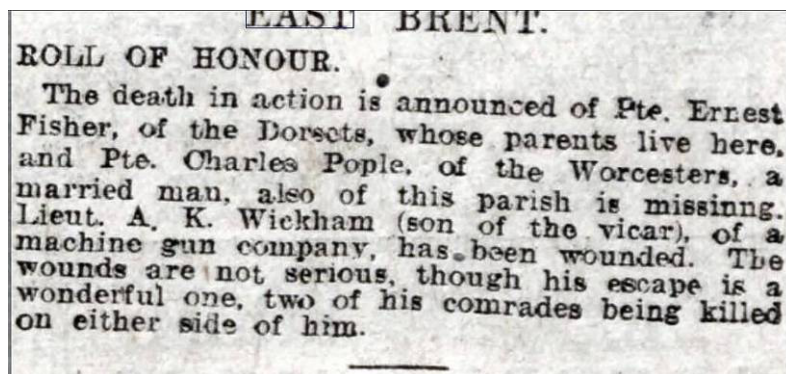 EAST BRENT.
ROLL OF HONOUR.
The death in action is announced of Pte. Ernest
Fisher, of the Dorsets, whose parents live here,
and Pte. Charles Pople, of the Worcesters, a
married man, also of this parish is missinng.
Lieut. A. K. Wickham (son of the vicar), of a
machine gun company, has been wounded. The
wounds are not serious, though his escape is a
wonderful one, two of his comrades being killed
on either side of him.